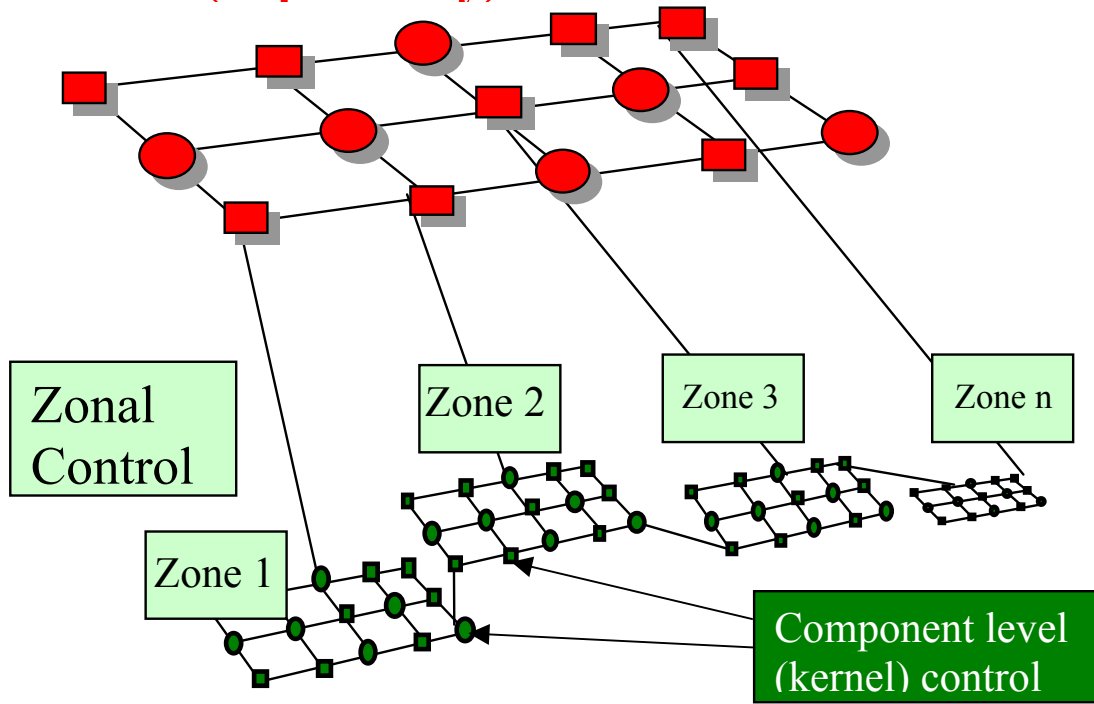 Zone 2
Zone 3
Zone n
Zonal
Control
Zone 1
Component level
(kernel) control